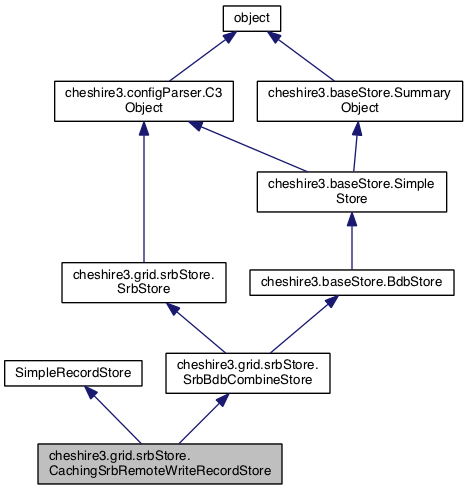 object
cheshire3.configParser.C3
Object
cheshire3.baseStore.Summary
Object
cheshire3.baseStore.Simple
Store
cheshire3.grid.srbStore.
SrbStore
cheshire3.baseStore.BdbStore
SimpleRecordStore
cheshire3.grid.srbStore.
SrbBdbCombineStore
cheshire3.grid.srbStore.
CachingSrbRemoteWriteRecordStore